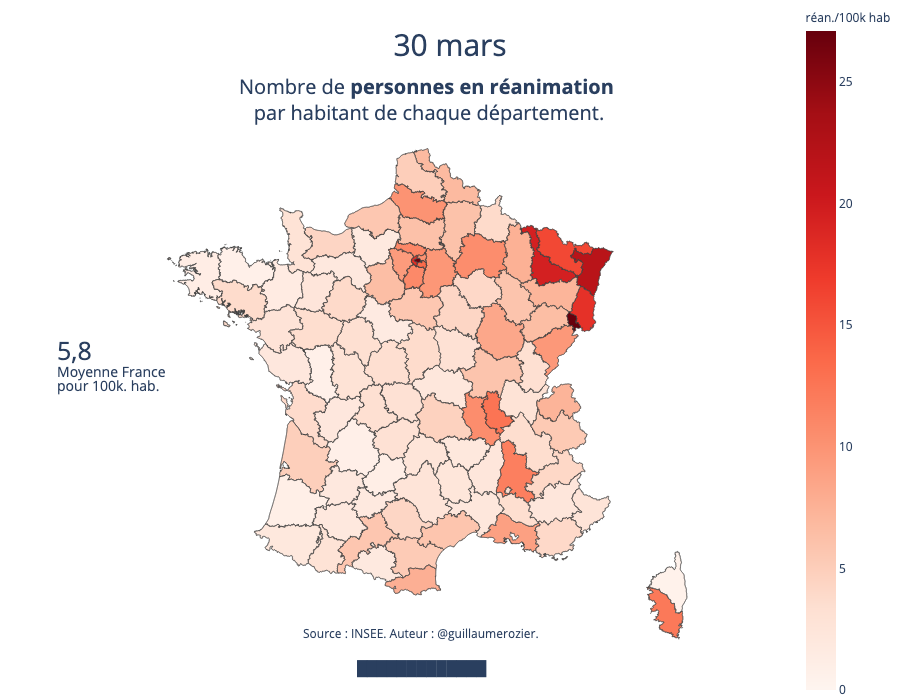 30 mars
Nombre de personnes en réanimation
par habitant de chaque département.
réan./100k hab
25
20
15
10
5
0
5,8
Moyenne France
pour 100k. hab.
Source : INSEE. Auteur : @guillaumerozier.